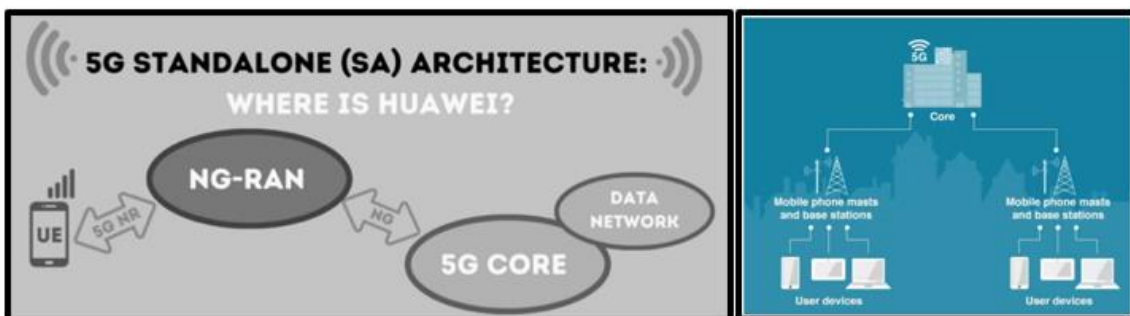 5G STANDALONE (SA) ARCHITECTURE:
WHERE IS HUAWEI?
NG-RAN
UE
5G NR
NG
DATA
NETWORK
5G CORE
5G
Core
Mobile phone masts
and base stations
Mobile phone masts
and base stations
User devices
User devices